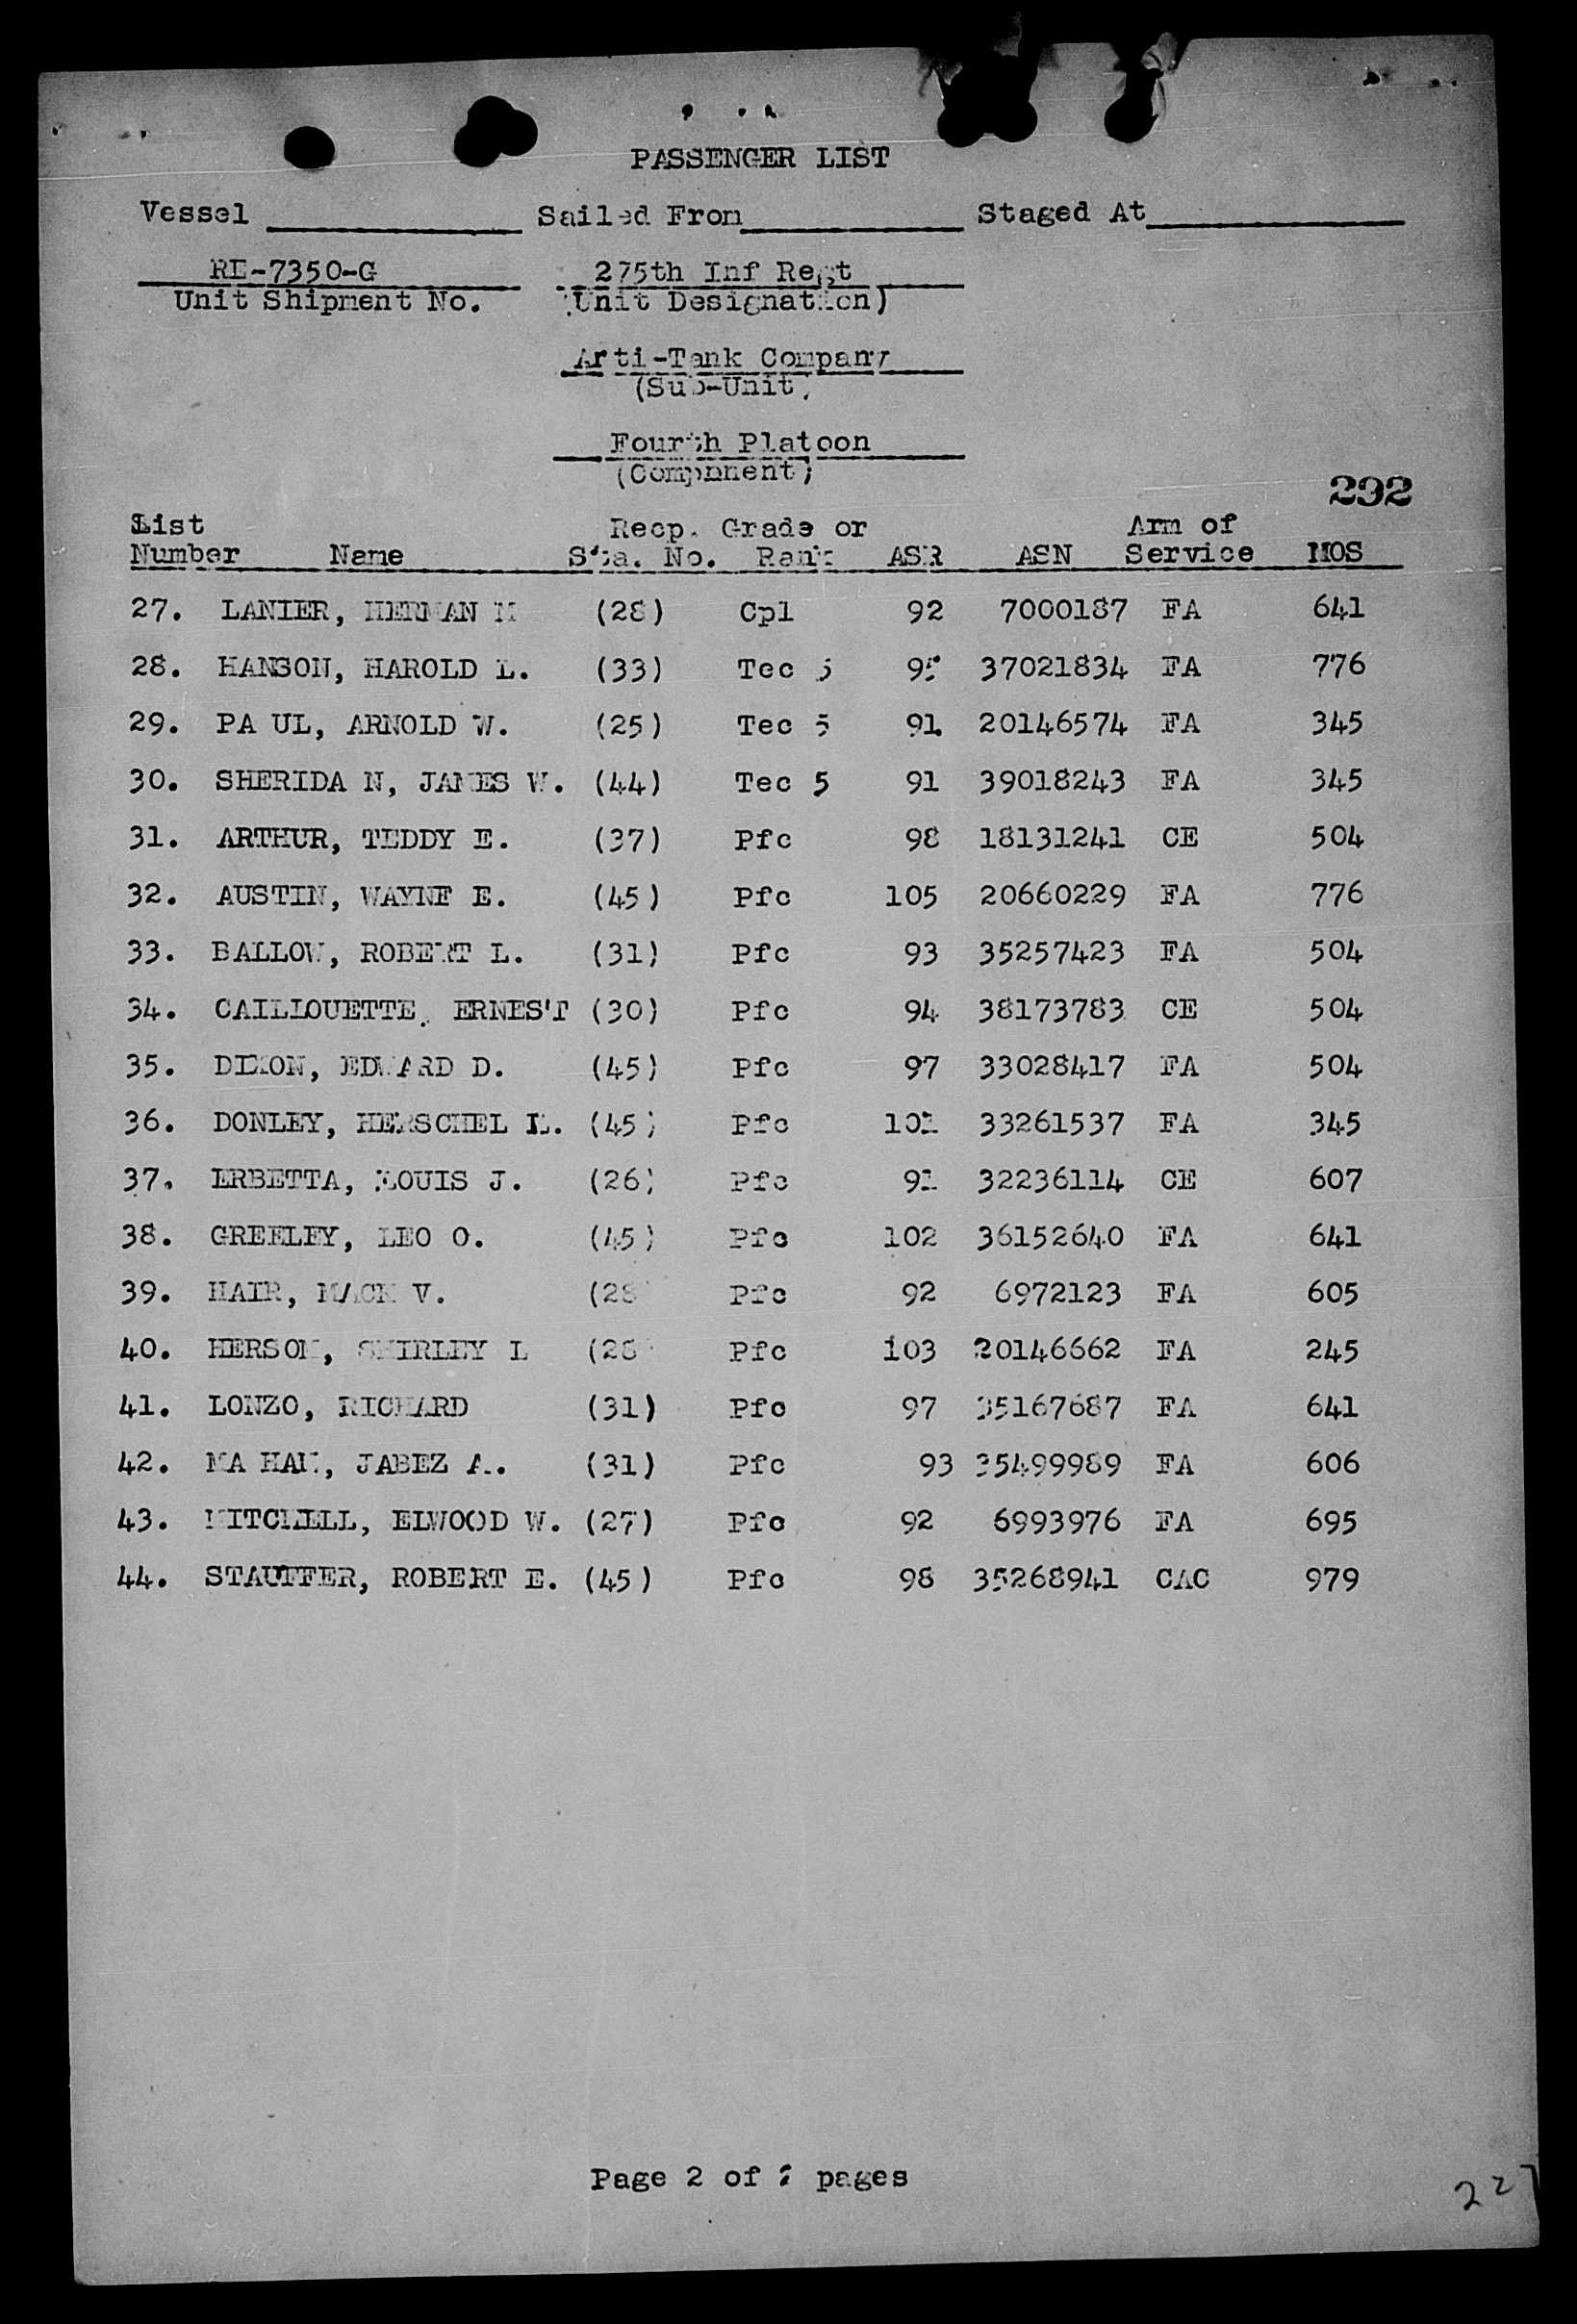 PASSENGER LIST
Vessel Sailed From Staged At
RE-7350-G 275th Inf Regt
Unit Shipment No. (Unit Designation)
Anti-Tank Company
(Sub-Unit)
Fourth Platoon
(Component)
292
List Recp. Grade or Arm of
Number Name Sta. No. Rank ASR ASN Service MOS
27. LANIER, HERMAN M (28) Cpl 92 7000187 FA 641
28. HANSON, HAROLD L. (33) Tec 5 95 37021834 FA 776
29. PA UL, ARNOLD W. (25) Tec 5 91 20146574 FA 345
30. SHERIDA N, JAMES W. (44) Tec 5 91 39018243 FA 345
31. ARTHUR, TEDDY E. (37) Pfc 98 18131241 CE 504
32. AUSTIN, WAYNE E. (45) Pfc 105 20660229 FA 776
33. BALLOW, ROBERT L. (31) Pfc 93 35257423 FA 504
34. CAILLOUETTE, ERNEST (30) Pfc 94 38173783 CE 504
35. DIXON, EDWARD D. (45) Pfc 97 33028417 FA 504
36. DONLEY, HERSCHEL L. (45) Pfc 101 33261537 FA 345
37. ERBETTA, LOUIS J. (26) Pfc 91 32236114 CE 607
38. GREELEY, LEO O. (45) Pfc 102 36152640 FA 641
39. HAIR, MACK V. (28 Pfc 92 6972123 FA 605
40. HERSOM, SHIRLEY L (28 Pfc 103 20146662 FA 245
41. LONZO, RICHARD (31) Pfc 97 35167687 FA 641
42. MA HAN, JABEZ A. (31) Pfc 93 35499989 FA 606
43. MITCHELL, ELWOOD W. (27) Pfc 92 6993976 FA 695
44. STAUFFER, ROBERT E. (45) Pfc 98 35268941 CAC 979
Page 2 of pages
227